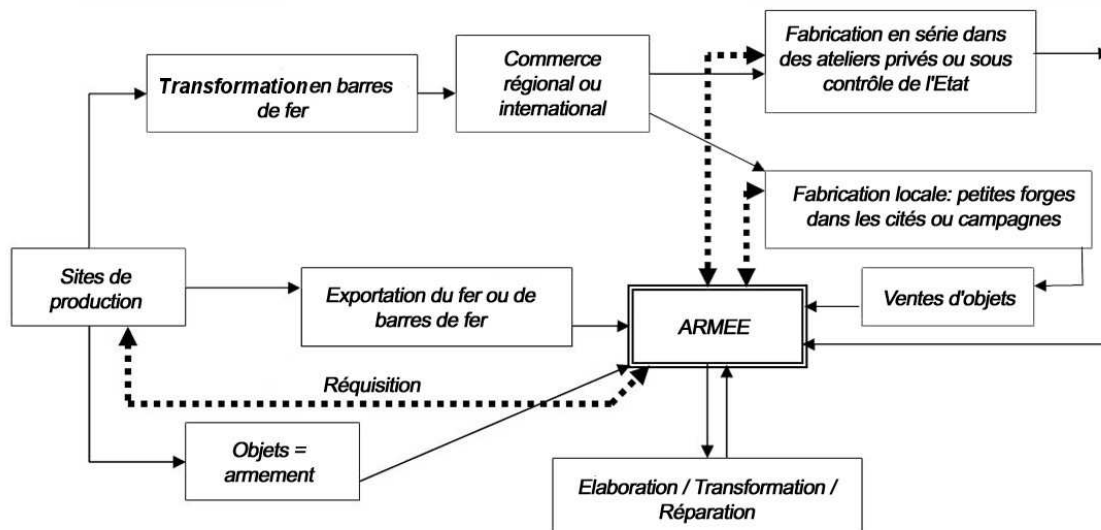 Fabrication en série dans
des ateliers privés ou sous
contrôle de l'Etat
Commerce
régional ou
international
Transformation en barres
de fer
Fabrication locale: petites forges
dans les cités ou campagnes
Sites de
production
Exportation du fer ou de
barres de fer
ARMEE
Ventes d'objets
Réquisition
Objets =
armement
Elaboration / Transformation /
Réparation